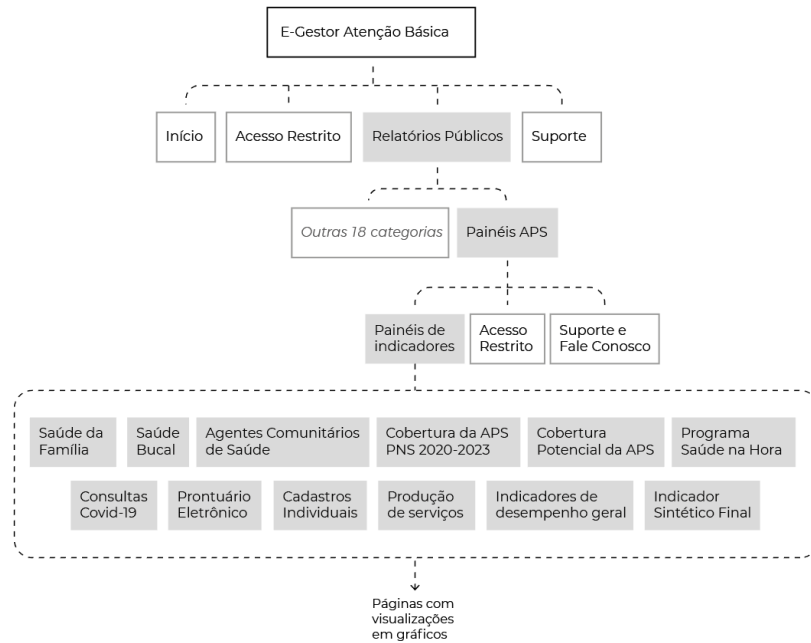 E-Gestor Atenção Básica
Início
Acesso Restrito
Relatórios Públicos
Suporte
Outras 18 categorias
Painéis APS
Painéis de
indicadores
Acesso
Restrito
Suporte e
Fale Conosco
Saúde da
Família
Saúde
Bucal
Agentes Comunitários
de Saúde
Cobertura da APS
PNS 2020-2023
Cobertura
Potencial da APS
Programa
Saúde na Hora
Consultas
Covid-19
Prontuário
Eletrônico
Cadastros
Individuais
Produção
de serviços
Indicadores de
desempenho geral
Indicador
Sintético Final
Páginas com
visualizações
em gráficos